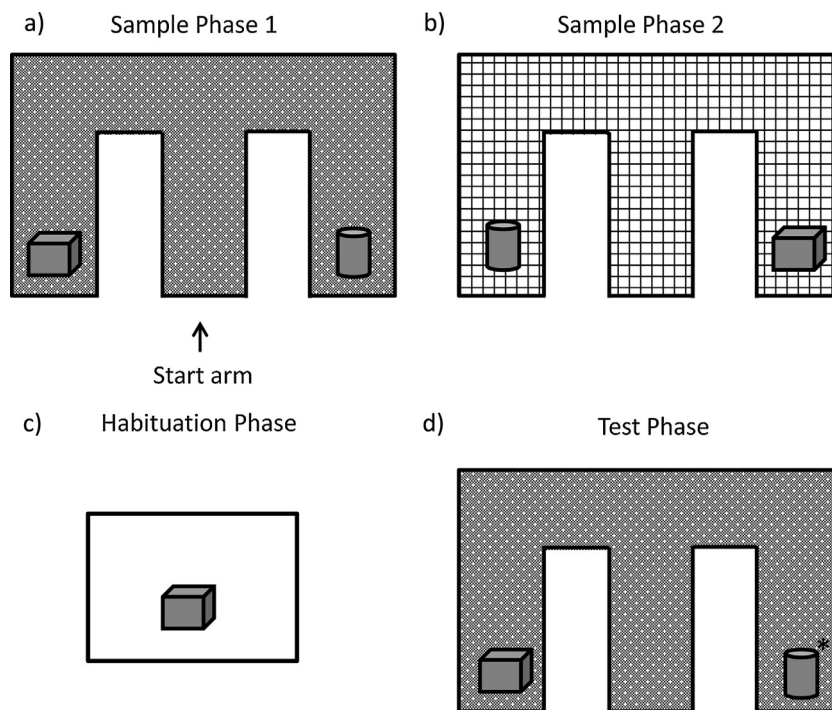 a)
Sample Phase 1
b)
Sample Phase 2
Start arm
c)
Habituation Phase
d)
Test Phase
*